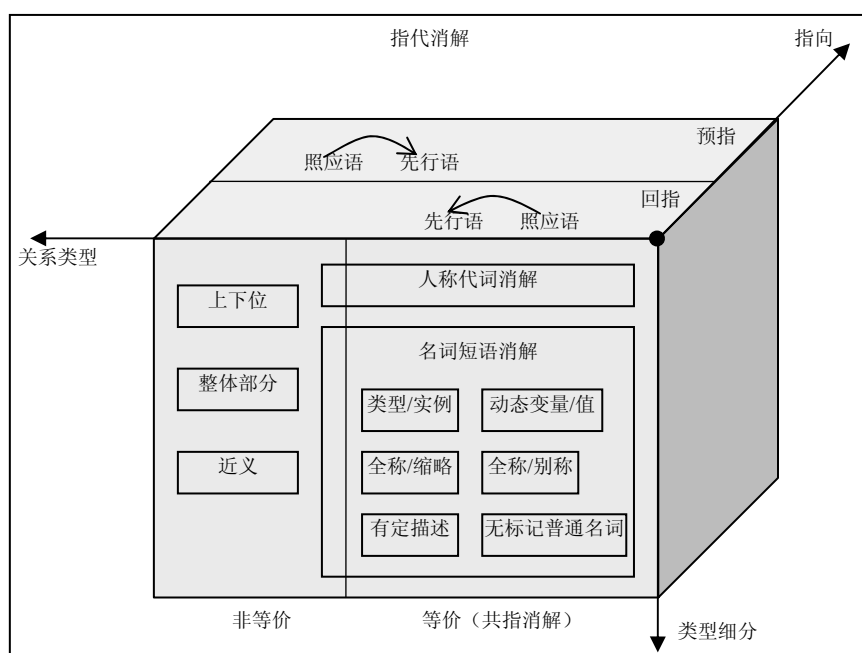 指代消解
指向
预指
照应语 先行语
回指
先行语 照应语
关系类型
上下位
人称代词消解
名词短语消解
整体部分
类型/实例 动态变量/值
近义
全称/缩略 全称/别称
有定描述 无标记普通名词
非等价
等价（共指消解）
类型细分